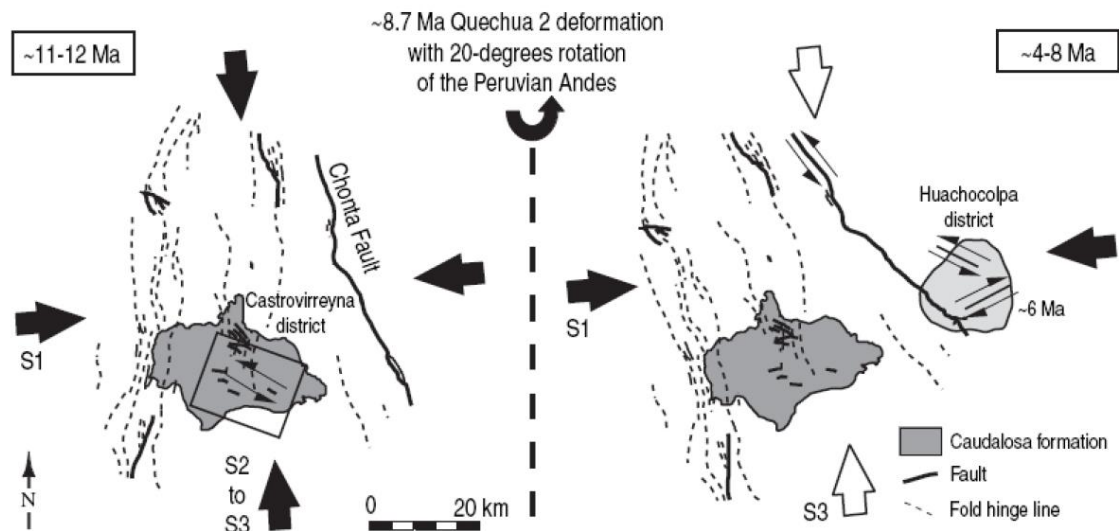 ~11-12 Ma
~8.7 Ma Quechua 2 deformation
with 20-degrees rotation
of the Peruvian Andes
~4-8 Ma
Chonta Fault
Castrovirreyna
district
S1
S2
to
S3
N
0 20 km
Huachocolpa
district
~6 Ma
S1
S3
Caudalosa formation
Fault
Fold hinge line